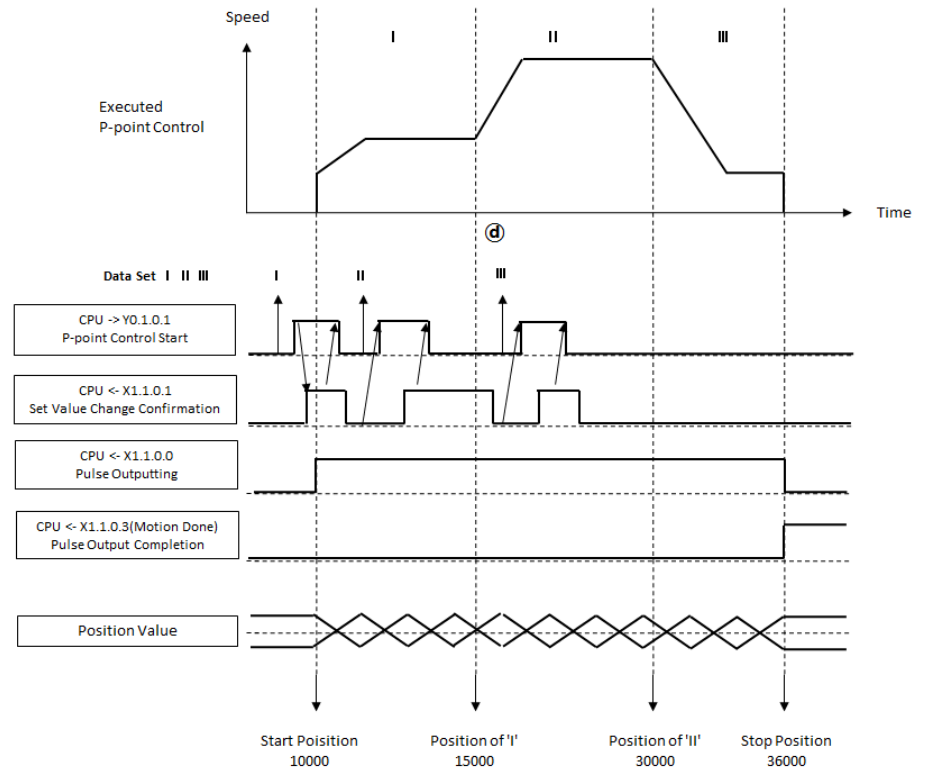 Speed
I II III
Executed
P-point Control
Time
ⓓ
Data Set I II III
I II III
CPU -> Y0.1.0.1
P-point Control Start
CPU <- X1.1.0.1
Set Value Change Confirmation
CPU <- X1.1.0.0
Pulse Outputting
CPU <- X1.1.0.3(Motion Done)
Pulse Output Completion
Position Value
Start Poisition
10000
Position of 'I'
15000
Position of 'II'
30000
Stop Position
36000